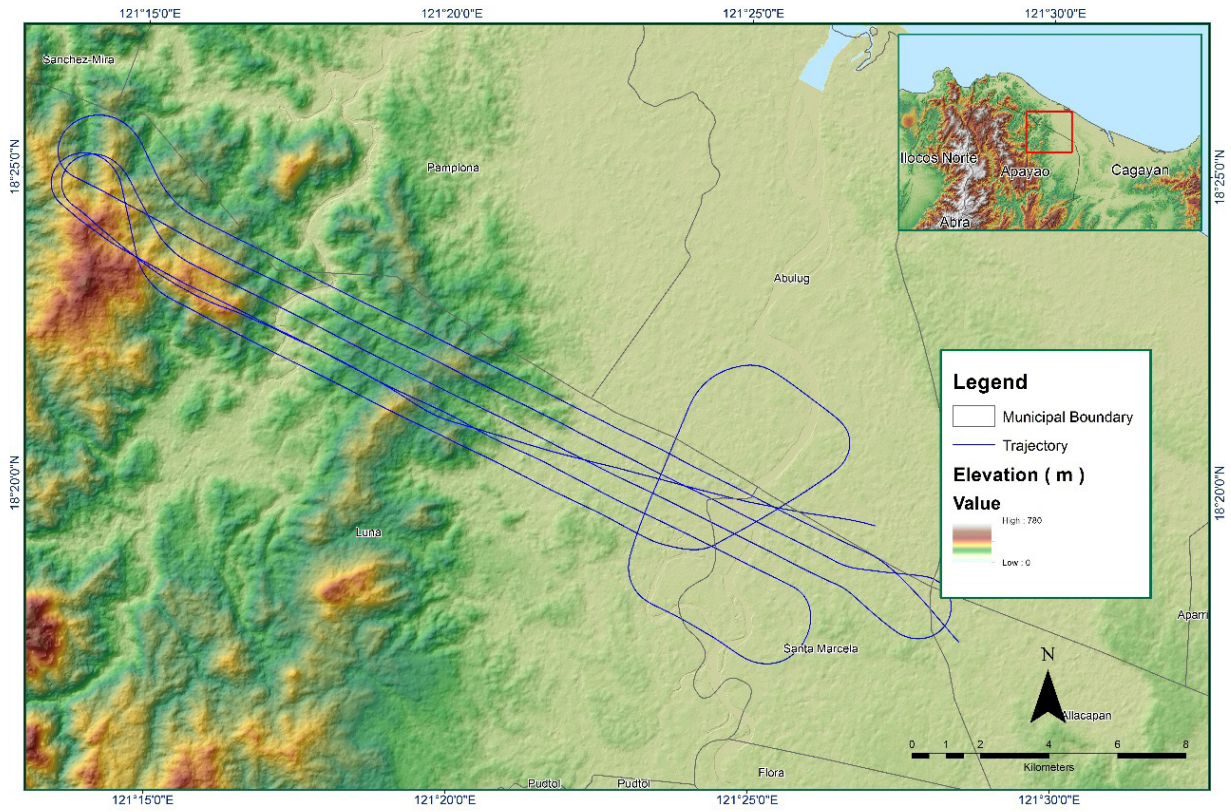 121°15'0"E
121°20'0"E
121°25'0"E
121°30'0"E
Sanchez-Mira
Pamplona
Abulug
Luna
Santa Marcela
Aparri
Allacapan
Flora
Pudtol
Pudtol
18°25'0"N
18°20'0"N
18°25'0"N
18°20'0"N
Ilocos Norte
Apayao
Cagayan
Abra
Legend
Municipal Boundary
Trajectory
Elevation ( m )
Value
High : 780
Low : 0
N
0 1 2 4 6 8
Kilometers
121°15'0"E
121°20'0"E
121°25'0"E
121°30'0"E